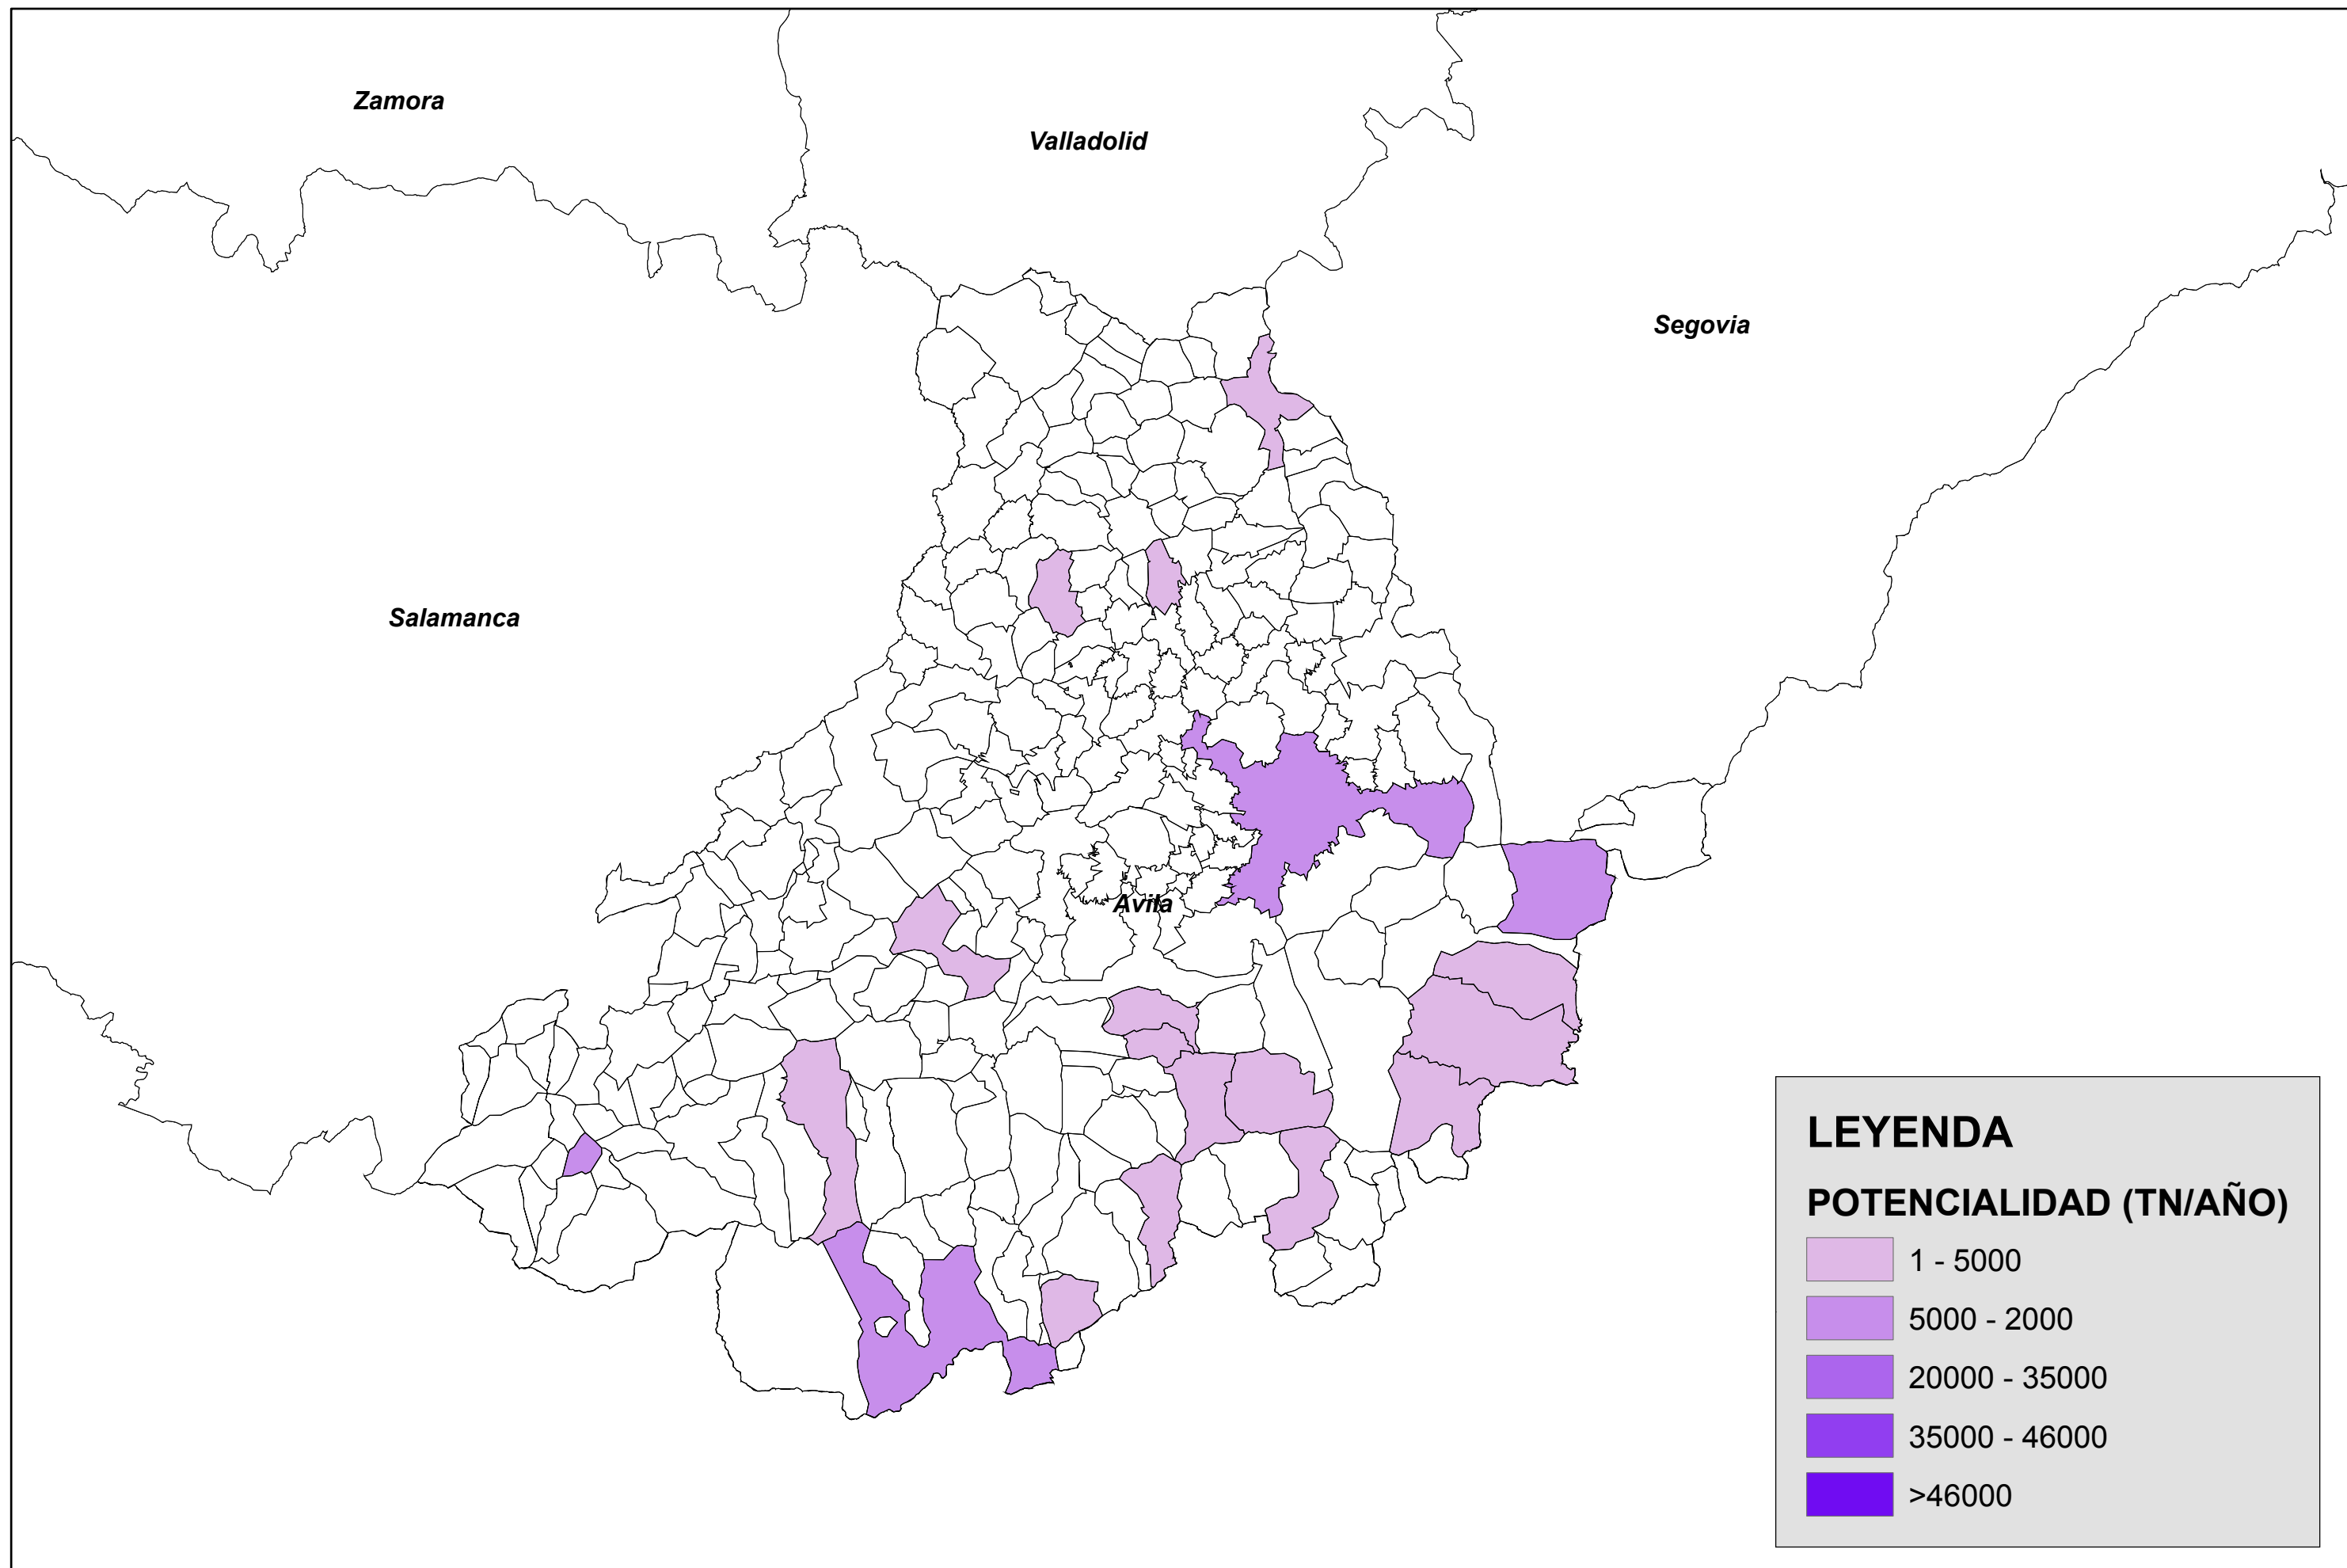 Zamora
Valladolid
Segovia
Salamanca
Avila
LEYENDA
POTENCIALIDAD (TN/AÑO)
1 - 5000
5000 - 2000
20000 - 35000
35000 - 46000
>46000